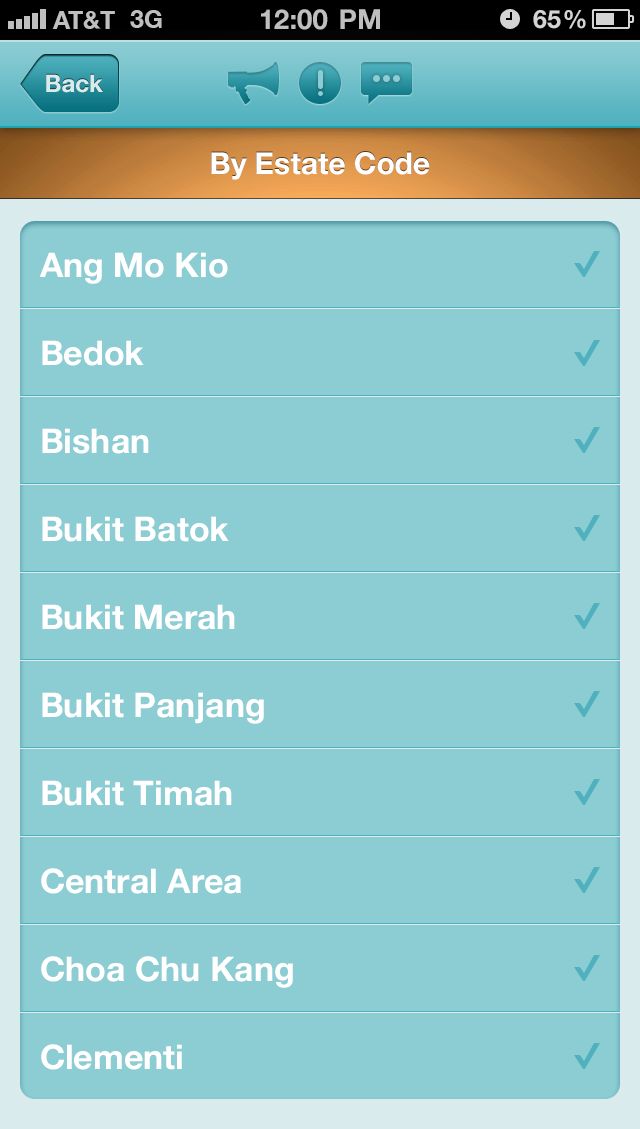 AT&T 3G 12:00 PM 65%
Back
By Estate Code
Ang Mo Kio
Bedok
Bishan
Bukit Batok
Bukit Merah
Bukit Panjang
Bukit Timah
Central Area
Choa Chu Kang
Clementi